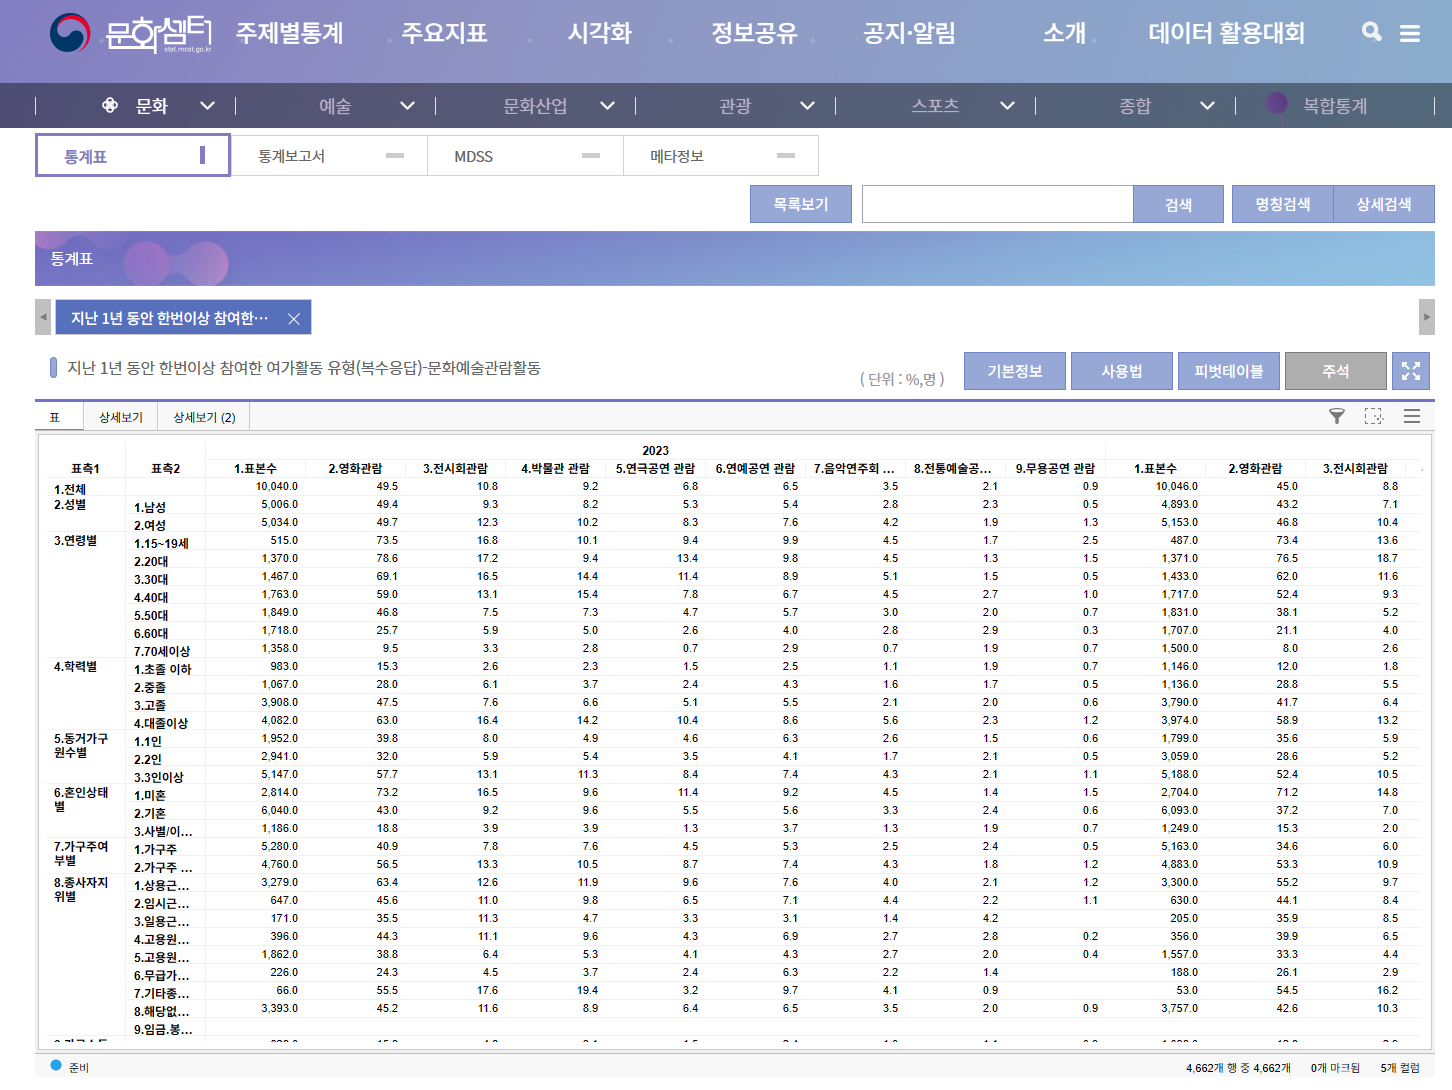 문화셈터 stat.mcst.go.kr 주제별통계 주요지표 시각화 정보공유 공지·알림 소개 데이터 활용대회
문화 예술 문화산업 관광 스포츠 종합 복합통계
통계표 통계보고서 MDSS 메타정보
목록보기 검색 명칭검색 상세검색
통계표
지난 1년 동안 한번이상 참여한···
지난 1년 동안 한번이상 참여한 여가활동 유형(복수응답)-문화예술관람활동 ( 단위 : %,명 ) 기본정보 사용법 피벗테이블 주석
표 상세보기 상세보기 (2)
2023
표측1 표측2 1.표본수 2.영화관람 3.전시회관람 4.박물관 관람 5.연극공연 관람 6.연예공연 관람 7.음악연주회 ... 8.전통예술공... 9.무용공연 관람 1.표본수 2.영화관람 3.전시회관람
1.전체 10,040.0 49.5 10.8 9.2 6.8 6.5 3.5 2.1 0.9 10,046.0 45.0 8.8
2.성별 1.남성 5,006.0 49.4 9.3 8.2 5.3 5.4 2.8 2.3 0.5 4,893.0 43.2 7.1
2.여성 5,034.0 49.7 12.3 10.2 8.3 7.6 4.2 1.9 1.3 5,153.0 46.8 10.4
3.연령별 1.15~19세 515.0 73.5 16.8 10.1 9.4 9.9 4.5 1.7 2.5 487.0 73.4 13.6
2.20대 1,370.0 78.6 17.2 9.4 13.4 9.8 4.5 1.3 1.5 1,371.0 76.5 18.7
3.30대 1,467.0 69.1 16.5 14.4 11.4 8.9 5.1 1.5 0.5 1,433.0 62.0 11.6
4.40대 1,763.0 59.0 13.1 15.4 7.8 6.7 4.5 2.7 1.0 1,717.0 52.4 9.3
5.50대 1,849.0 46.8 7.5 7.3 4.7 5.7 3.0 2.0 0.7 1,831.0 38.1 5.2
6.60대 1,718.0 25.7 5.9 5.0 2.6 4.0 2.8 2.9 0.3 1,707.0 21.1 4.0
7.70세이상 1,358.0 9.5 3.3 2.8 0.7 2.9 0.7 1.9 0.7 1,500.0 8.0 2.6
4.학력별 1.초졸 이하 983.0 15.3 2.6 2.3 1.5 2.5 1.1 1.9 0.7 1,146.0 12.0 1.8
2.중졸 1,067.0 28.0 6.1 3.7 2.4 4.3 1.6 1.7 0.5 1,136.0 28.8 5.5
3.고졸 3,908.0 47.5 7.6 6.6 5.1 5.5 2.1 2.0 0.6 3,790.0 41.7 6.4
4.대졸이상 4,082.0 63.0 16.4 14.2 10.4 8.6 5.6 2.3 1.2 3,974.0 58.9 13.2
5.동거가구 1.1인 1,952.0 39.8 8.0 4.9 4.6 6.3 2.6 1.5 0.6 1,799.0 35.6 5.9
원수별 2.2인 2,941.0 32.0 5.9 5.4 3.5 4.1 1.7 2.1 0.5 3,059.0 28.6 5.2
3.3인이상 5,147.0 57.7 13.1 11.3 8.4 7.4 4.3 2.1 1.1 5,188.0 52.4 10.5
6.혼인상태 1.미혼 2,814.0 73.2 16.5 9.6 11.4 9.2 4.5 1.4 1.5 2,704.0 71.2 14.8
별 2.기혼 6,040.0 43.0 9.2 9.6 5.5 5.6 3.3 2.4 0.6 6,093.0 37.2 7.0
3.사별/이... 1,186.0 18.8 3.9 3.9 1.3 3.7 1.3 1.9 0.7 1,249.0 15.3 2.0
7.가구주여 1.가구주 5,280.0 40.9 7.8 7.6 4.5 5.3 2.5 2.4 0.5 5,163.0 34.6 6.0
부별 2.가구주 ... 4,760.0 56.5 13.3 10.5 8.7 7.4 4.3 1.8 1.2 4,883.0 53.3 10.9
8.종사자지 1.상용근... 3,279.0 63.4 12.6 11.9 9.6 7.6 4.0 2.1 1.2 3,300.0 55.2 9.7
위별 2.임시근... 647.0 45.6 11.0 9.8 6.5 7.1 4.4 2.2 1.1 630.0 44.1 8.4
3.일용근... 171.0 35.5 11.3 4.7 3.3 3.1 1.4 4.2 205.0 35.9 8.5
4.고용원... 396.0 44.3 11.1 9.6 4.3 6.9 2.7 2.8 0.2 356.0 39.9 6.5
5.고용원... 1,862.0 38.8 6.4 5.3 4.1 4.3 2.7 2.0 0.4 1,557.0 33.3 4.4
6.무급가... 226.0 24.3 4.5 3.7 2.4 6.3 2.2 1.4 188.0 26.1 2.9
7.기타종... 66.0 55.5 17.6 19.4 3.2 9.7 4.1 0.9 53.0 54.5 16.2
8.해당없... 3,393.0 45.2 11.6 8.9 6.4 6.5 3.5 2.0 0.9 3,757.0 42.6 10.3
9.임금.봉...
준비 4,662개 행 중 4,662개 0개 마크됨 5개 컬럼